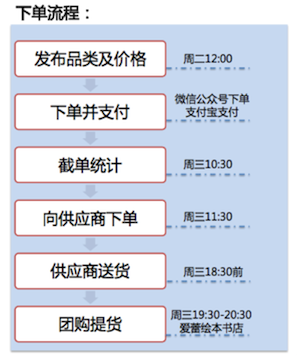 下单流程：
发布品类及价格
周二12:00
下单并支付
微信公众号下单
支付宝支付
截单统计
周三10:30
向供应商下单
周三11:30
供应商送货
周三18:30前
团购提货
周三19:30-20:30
爱蕾绘本书店